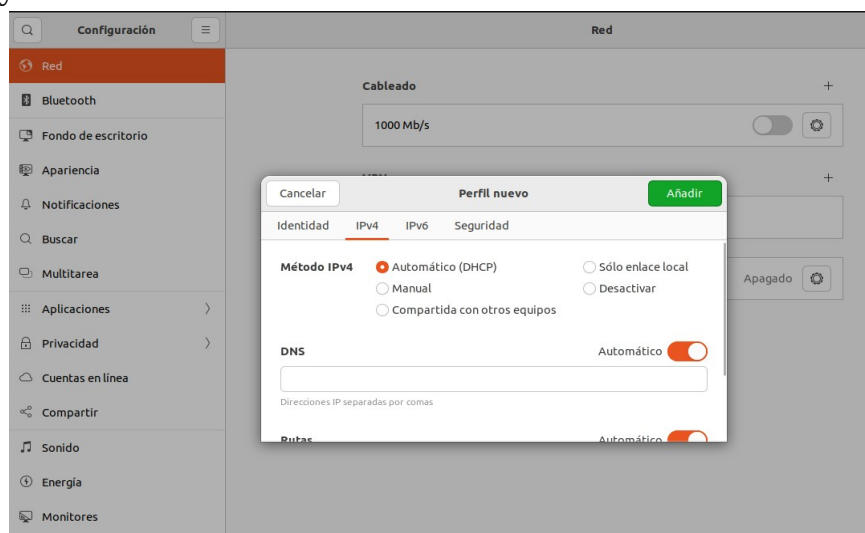 Configuración
Red
Red
Bluetooth
Fondo de escritorio
Apariencia
Notificaciones
Buscar
Multitarea
Aplicaciones
Privacidad
Cuentas en línea
Compartir
Sonido
Energía
Monitores
Cableado
1000 Mb/s
Apagado
Cancelar
Perfil nuevo
Añadir
Identidad IPv4 IPv6 Seguridad
Método IPv4 Automático (DHCP) Sólo enlace local
Manual Desactivar
Compartida con otros equipos
DNS Automático
Direcciones IP separadas por comas
Rutas Automático